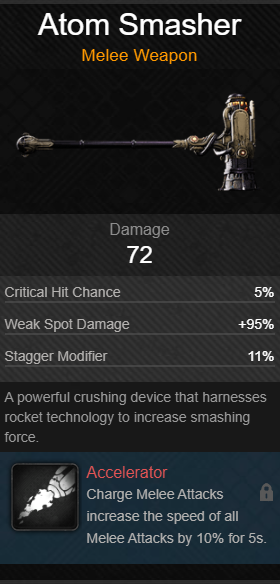 Atom Smasher
Melee Weapon
Damage
72
Critical Hit Chance 5%
Weak Spot Damage +95%
Stagger Modifier 11%
A powerful crushing device that harnesses
rocket technology to increase smashing
force.
Accelerator
Charge Melee Attacks
increase the speed of all
Melee Attacks by 10% for 5s.